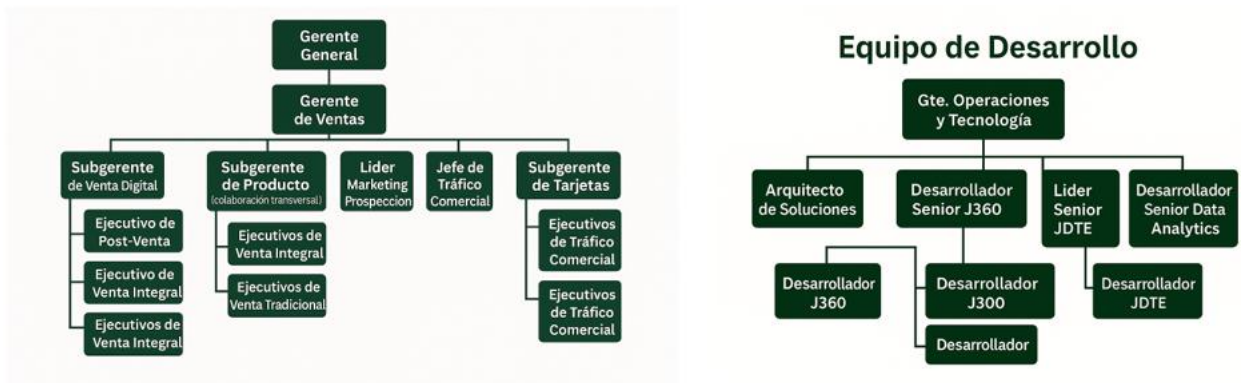 Gerente
General
Gerente
de Ventas
Subgerente
de Venta Digital
Ejecutivo de
Post-Venta
Ejecutivo de
Venta Integral
Ejecutivos de
Venta Integral
Subgerente
de Producto
(colaboración transversal)
Ejecutivos de
Venta Integral
Ejecutivos de
Venta Tradicional
Lider
Marketing
Prospeccion
Jefe de
Tráfico
Comercial
Subgerente
de Tarjetas
Ejecutivos
de Tráfico
Comercial
Ejecutivos
de Tráfico
Comercial
Equipo de Desarrollo
Gte. Operaciones
y Tecnología
Arquitecto
de Soluciones
Desarrollador
Senior J360
Lider
Senior
JDTE
Desarrollador
Senior Data
Analytics
Desarrollador
J360
Desarrollador
J300
Desarrollador
Desarrollador
JDTE